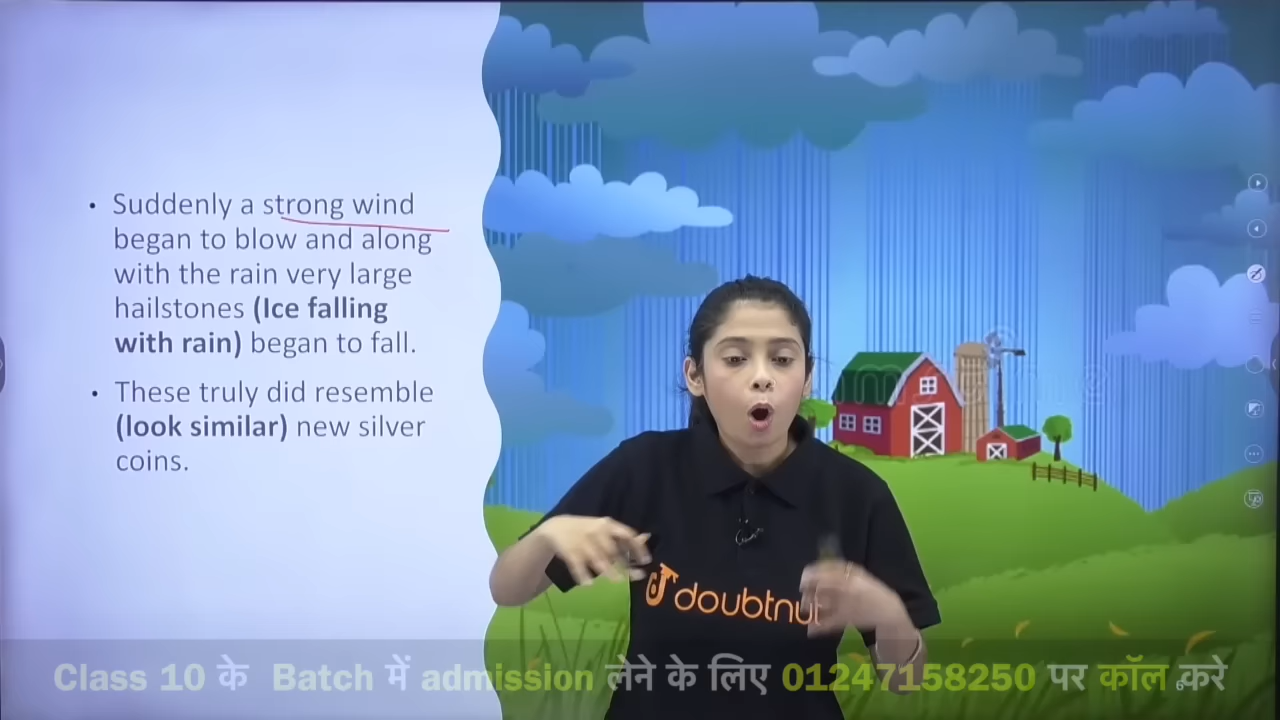 Suddenly a strong wind
began to blow and along
with the rain very large
hailstones (Ice falling
with rain) began to fall.
These truly did resemble
(look similar) new silver
coins.
doubtnut
Class 10 के Batch में admission लेने के लिए 01247158250 पर कॉल करे
6